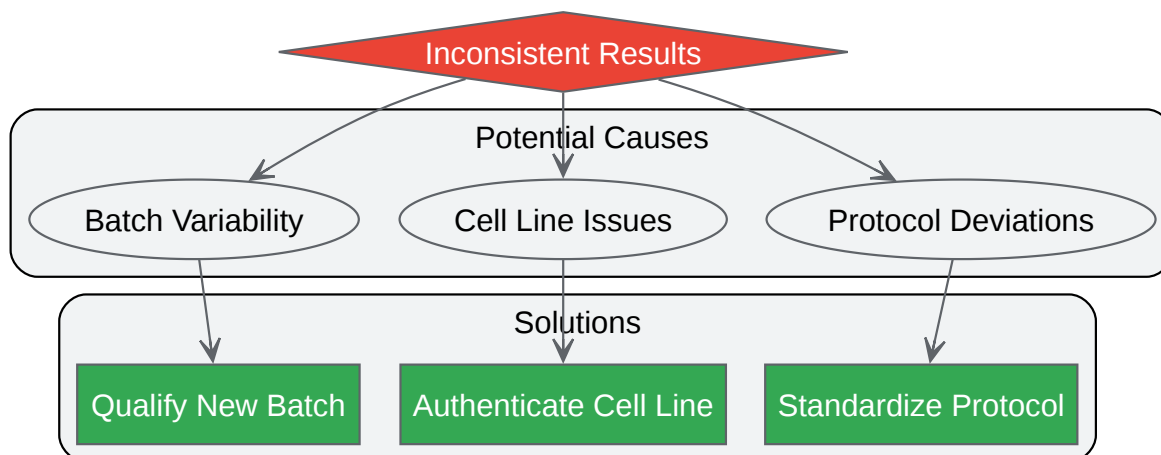 Inconsistent Results
Potential Causes
Batch Variability
Cell Line Issues
Protocol Deviations
Solutions
Qualify New Batch
Authenticate Cell Line
Standardize Protocol